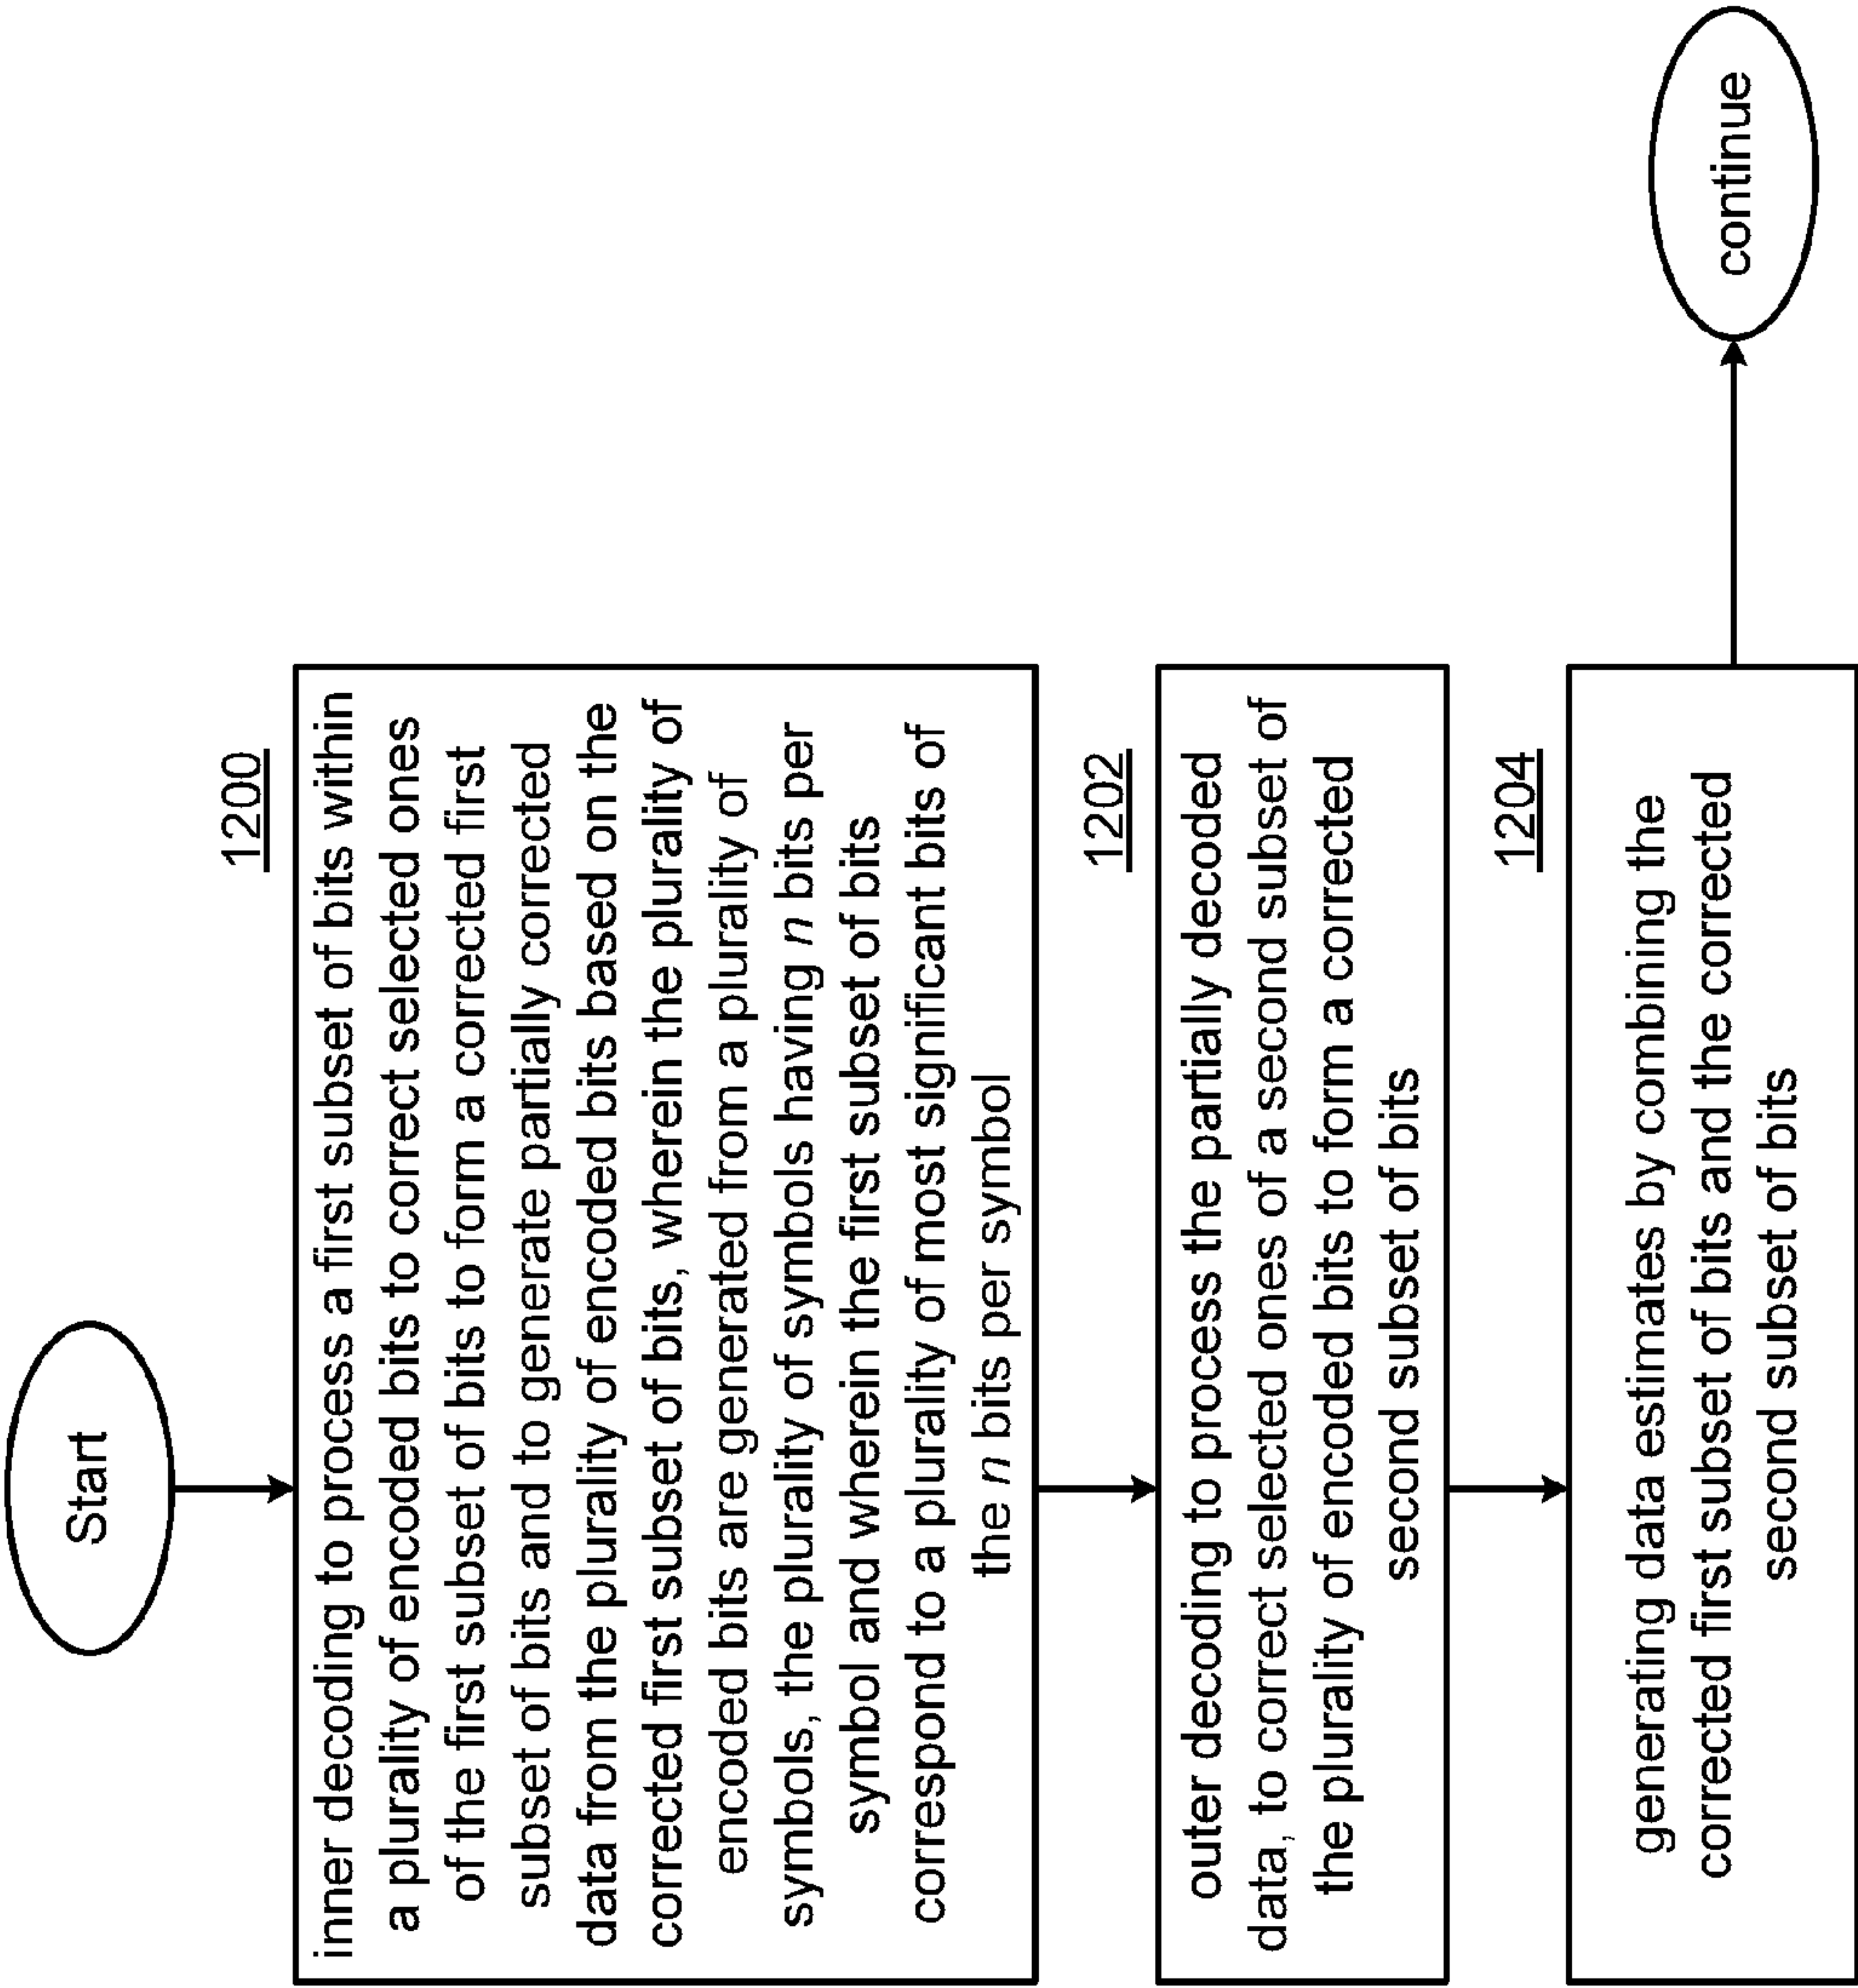 Start
1200
inner decoding to process a first subset of bits within
a plurality of encoded bits to correct selected ones
of the first subset of bits to form a corrected first
subset of bits and to generate partially corrected
data from the plurality of encoded bits based on the
corrected first subset of bits, wherein the plurality of
encoded bits are generated from a plurality of
symbols, the plurality of symbols having n bits per
symbol and wherein the first subset of bits
correspond to a plurality of most significant bits of
the n bits per symbol
1202
outer decoding to process the partially decoded
data, to correct selected ones of a second subset of
the plurality of encoded bits to form a corrected
second subset of bits
1204
generating data estimates by combining the
corrected first subset of bits and the corrected
second subset of bits
continue